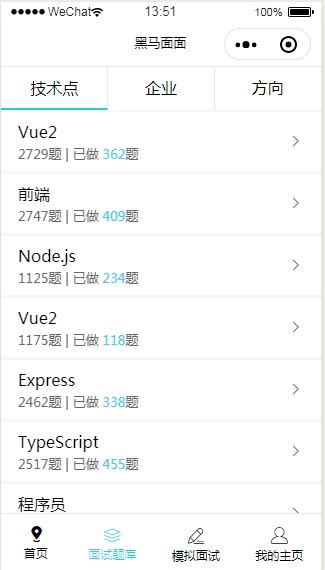 WeChat 13:51 100%
黑马面面
技术点 企业 方向
Vue2
2729题 | 已做 362题
前端
2747题 | 已做 409题
Node.js
1125题 | 已做 234题
Vue2
1175题 | 已做 118题
Express
2462题 | 已做 338题
TypeScript
2517题 | 已做 455题
程序员
首页 面试题库 模拟面试 我的主页